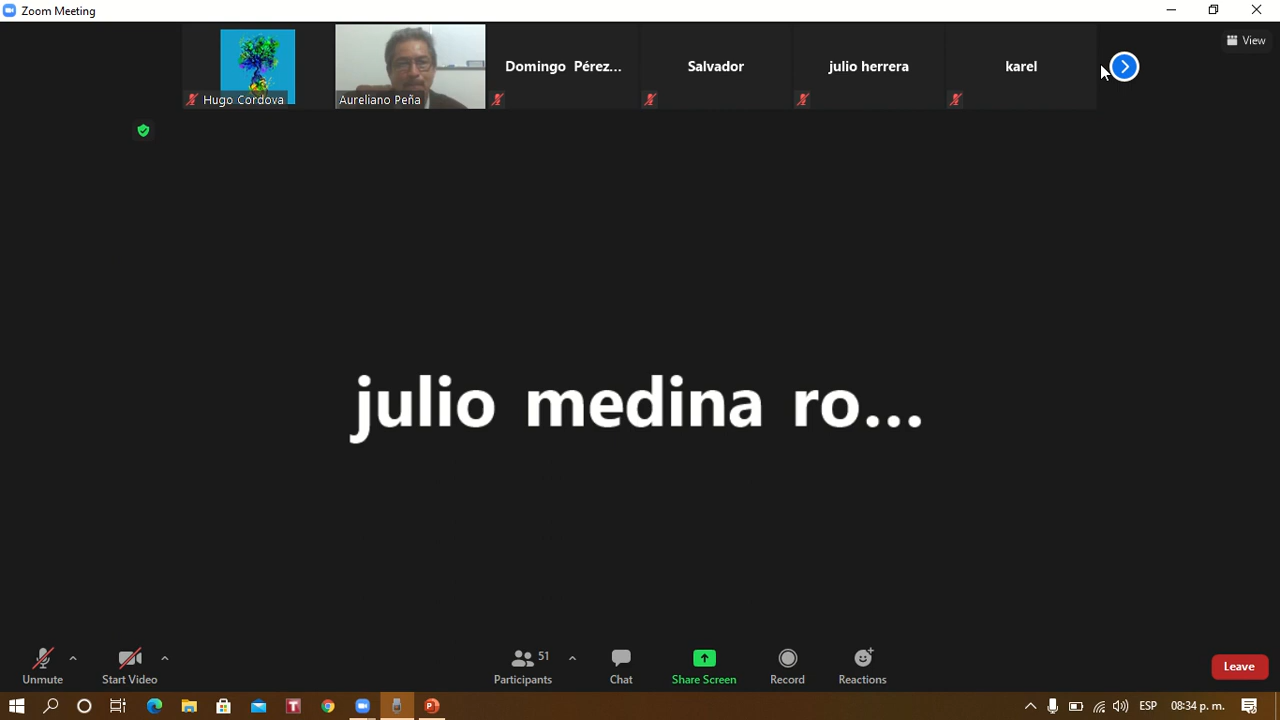 Zoom Meeting
View
Hugo Cordova
Aureliano Peña
Domingo Pérez...
Salvador
julio herrera
karel
julio medina ro...
Unmute
Start Video
51
Participants
Chat
Share Screen
Record
Reactions
Leave
ESP
08:34 p. m.